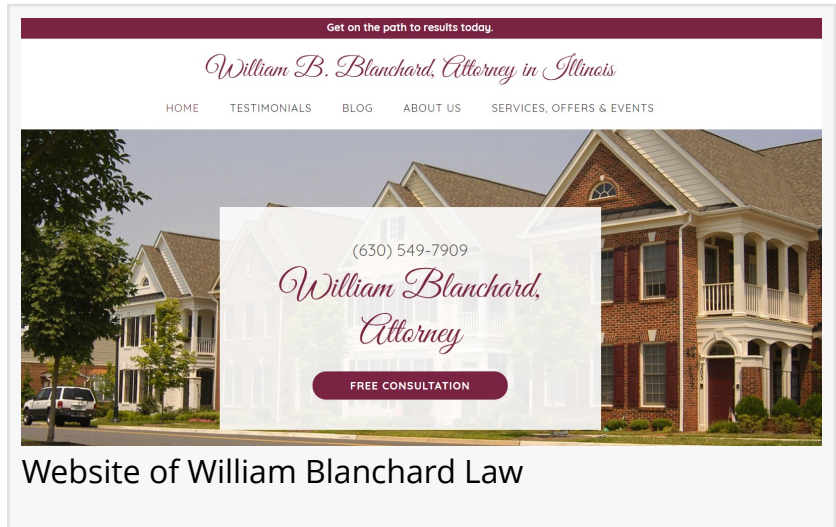 Get on the path to results today.
William B. Blanchard, Attorney in Illinois
HOME TESTIMONIALS BLOG ABOUT US SERVICES, OFFERS & EVENTS
(630) 549-7909
William Blanchard,
Attorney
FREE CONSULTATION
Website of William Blanchard Law